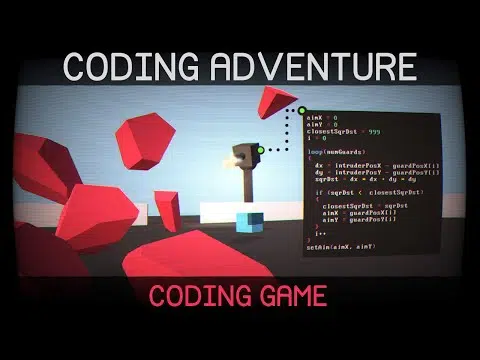 CODING ADVENTURE
aimX = 0
aimY = 0
closestSqrDst = 999
i = 0
loop(numGuards)
{
dx = intruderPosX - guardPosX[i]
dy = intruderPosY - guardPosY[i]
sqrDst = dx * dx + dy * dy
if (sqrDst < closestSqrDst)
{
closestSqrDst = sqrDst
aimX = guardPosX[i]
aimY = guardPosY[i]
}
i++
}
setAim(aimX, aimY)
CODING GAME